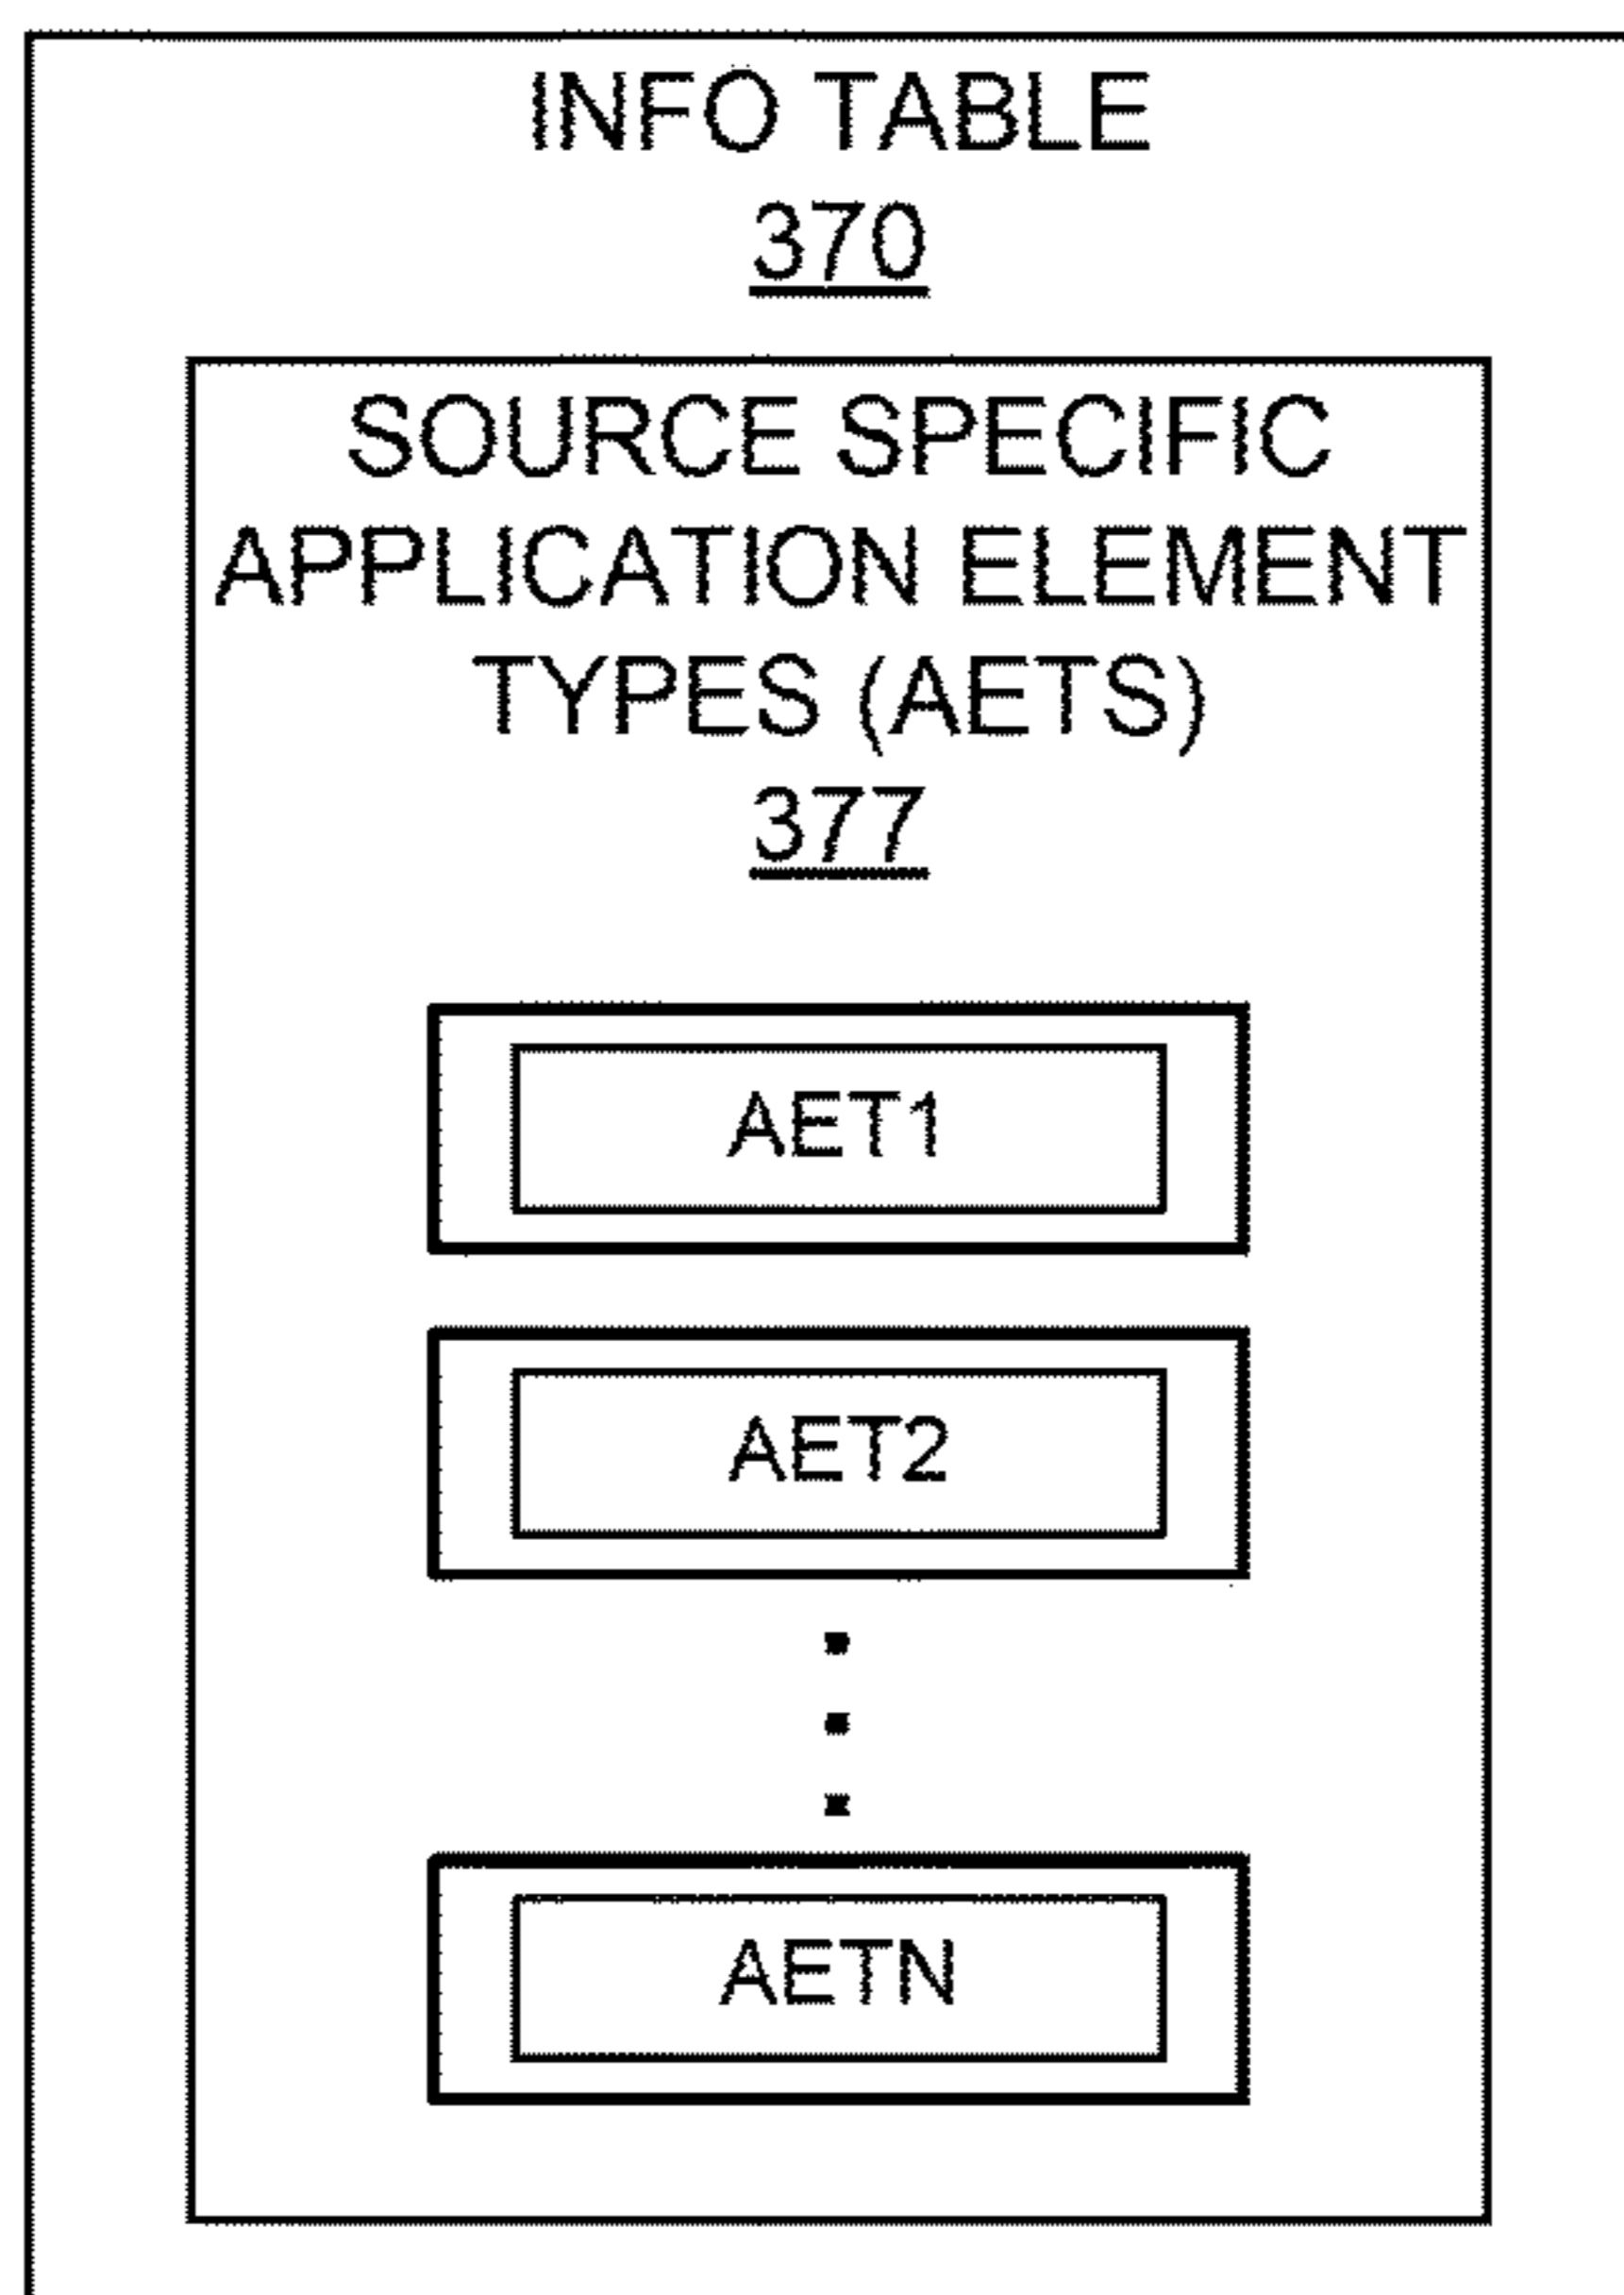 INFO TABLE
370
SOURCE SPECIFIC
APPLICATION ELEMENT
TYPES (AETS)
377
AET1
AET2
AETN